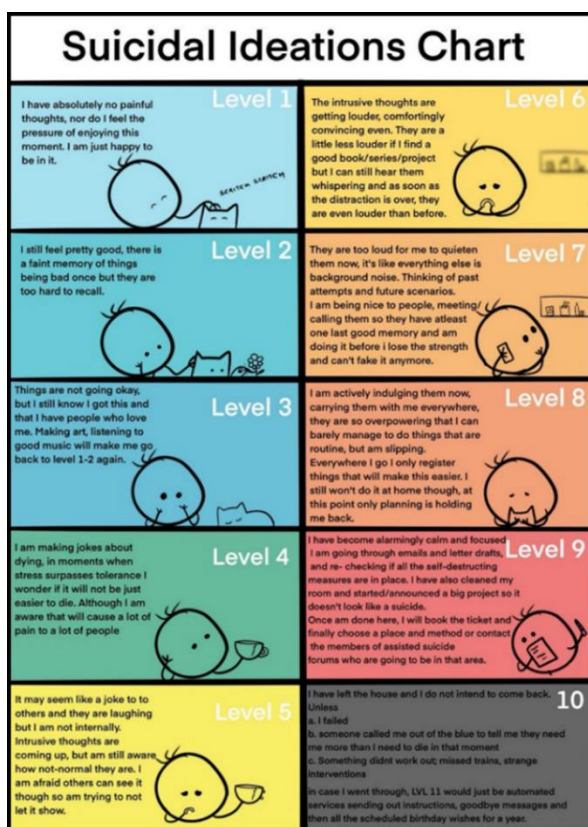 Suicidal Ideations Chart
Level 1
I have absolutely no painful
thoughts, nor do I feel the
pressure of enjoying this
moment. I am just happy to
be in it.
SCRITCH SCRITCH
Level 2
I still feel pretty good, there is
a faint memory of things
being bad once but they are
too hard to recall.
Level 3
Things are not going okay,
but I still know I got this and
that I have people who love
me. Making art, listening to
good music will make me go
back to level 1-2 again.
Level 4
I am making jokes about
dying, in moments when
stress surpasses tolerance I
wonder if it will not be just
easier to die. Although I am
aware that will cause a lot of
pain to a lot of people
Level 5
It may seem like a joke to to
others and they are laughing
but I am not internally.
Intrusive thoughts are
coming up, but am still aware
how not-normal they are. I
am afraid others can see it
though so am trying to not
let it show.
Level 6
The intrusive thoughts are
getting louder, comfortingly
convincing even. They are a
little less louder if I find a
good book/series/project
but I can still hear them
whispering and as soon as
the distraction is over, they
are even louder than before.
Level 7
They are too loud for me to quieten
them now, it's like everything else is
background noise. Thinking of past
attempts and future scenarios.
I am being nice to people, meeting/
calling them so they have atleast
one last good memory and am
doing it before i lose the strength
and can't fake it anymore.
Level 8
I am actively indulging them now,
carrying them with me everywhere,
they are so overpowering that I can
barely manage to do things that are
routine, but am slipping.
Everywhere I go I only register
things that will make this easier. I
still won't do it at home though, at
this point only planning is holding
me back.
Level 9
I have become alarmingly calm and focused
I am going through emails and letter drafts,
and re- checking if all the self-destructing
measures are in place. I have also cleaned my
room and started/announced a big project so it
doesn't look like a suicide.
Once am done here, I will book the ticket and
finally choose a place and method or contact
the members of assisted suicide
forums who are going to be in that area.
10
I have left the house and I do not intend to come back.
Unless
a. I failed
b. someone called me out of the blue to tell me they need
me more than I need to die in that moment
c. Something didnt work out; missed trains, strange
interventions
in case I went through, LVL 11 would just be automated
services sending out instructions, goodbye messages and
then all the scheduled birthday wishes for a year.